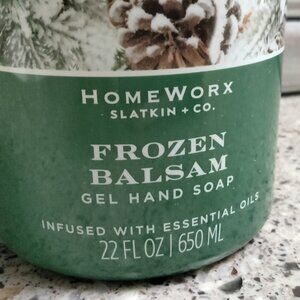 HOMEWORX
SLATKIN + CO.
FROZEN
BALSAM
GEL HAND SOAP
INFUSED WITH ESSENTIAL OILS
22 FL OZ | 650 ML